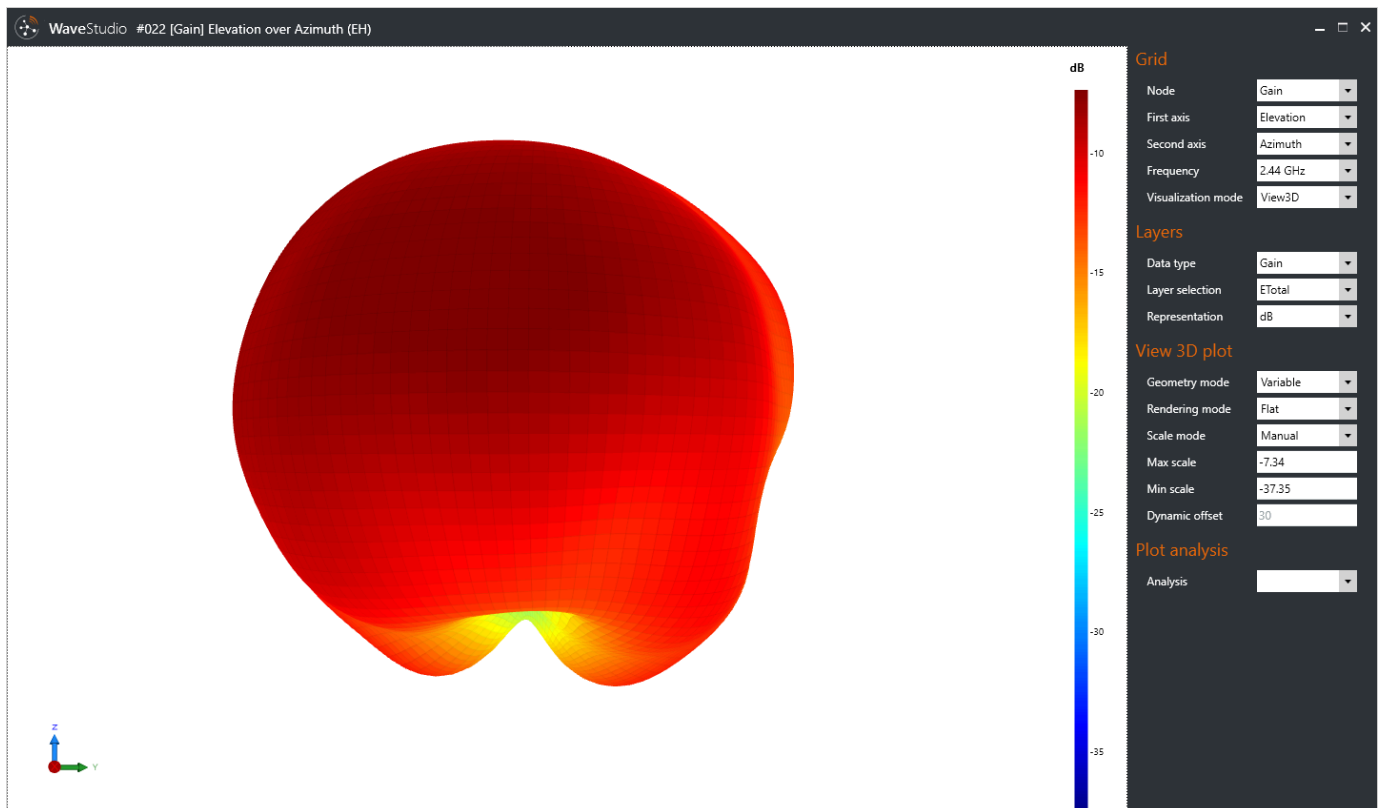 WaveStudio #022 [Gain] Elevation over Azimuth (EH)
dB
-10
-15
-20
-25
-30
-35
Z
Y
Grid
Node Gain
First axis Elevation
Second axis Azimuth
Frequency 2.44 GHz
Visualization mode View3D
Layers
Data type Gain
Layer selection ETotal
Representation dB
View 3D plot
Geometry mode Variable
Rendering mode Flat
Scale mode Manual
Max scale -7.34
Min scale -37.35
Dynamic offset 30
Plot analysis
Analysis